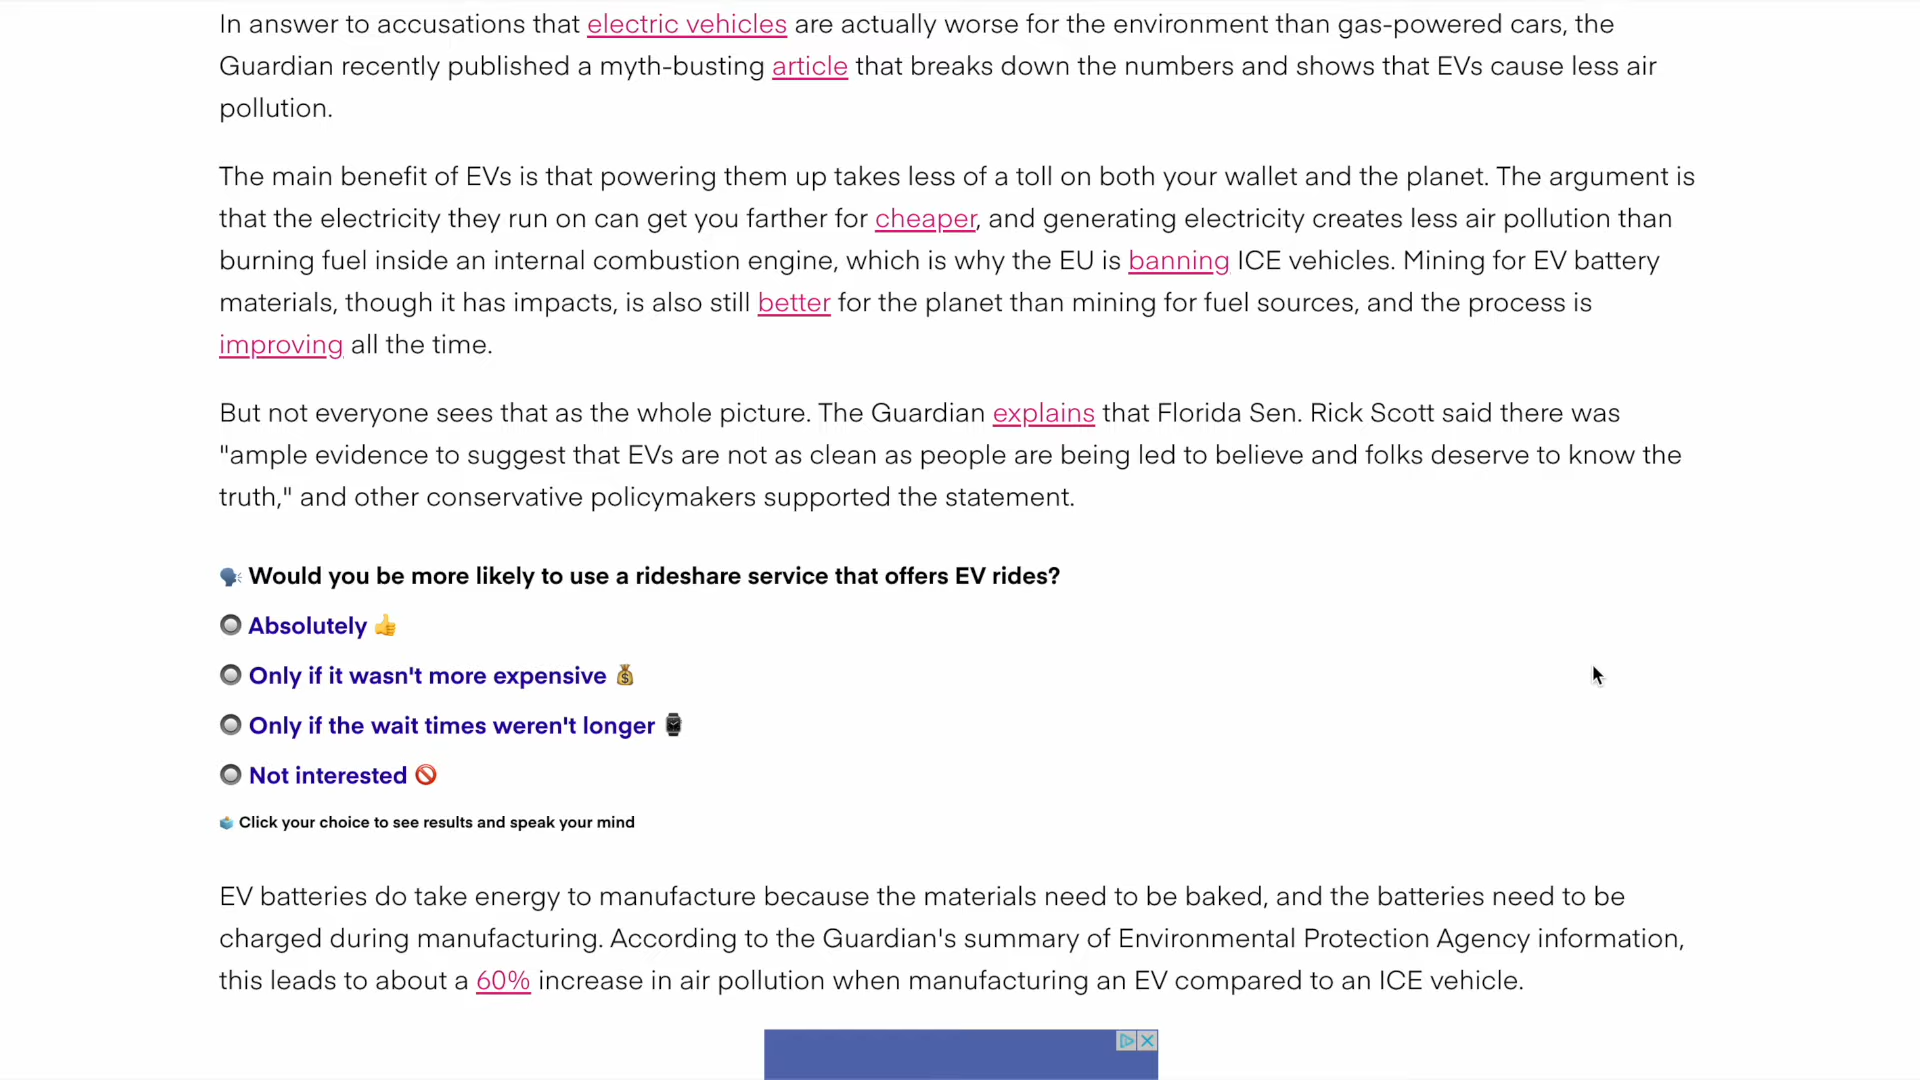 In answer to accusations that electric vehicles are actually worse for the environment than gas-powered cars, the
Guardian recently published a myth-busting article that breaks down the numbers and shows that EVs cause less air
pollution.
The main benefit of EVs is that powering them up takes less of a toll on both your wallet and the planet. The argument is
that the electricity they run on can get you farther for cheaper, and generating electricity creates less air pollution than
burning fuel inside an internal combustion engine, which is why the EU is banning ICE vehicles. Mining for EV battery
materials, though it has impacts, is also still better for the planet than mining for fuel sources, and the process is
improving all the time.
But not everyone sees that as the whole picture. The Guardian explains that Florida Sen. Rick Scott said there was
"ample evidence to suggest that EVs are not as clean as people are being led to believe and folks deserve to know the
truth," and other conservative policymakers supported the statement.
Would you be more likely to use a rideshare service that offers EV rides?
Absolutely
Only if it wasn't more expensive
Only if the wait times weren't longer
Not interested
Click your choice to see results and speak your mind
EV batteries do take energy to manufacture because the materials need to be baked, and the batteries need to be
charged during manufacturing. According to the Guardian's summary of Environmental Protection Agency information,
this leads to about a 60% increase in air pollution when manufacturing an EV compared to an ICE vehicle.